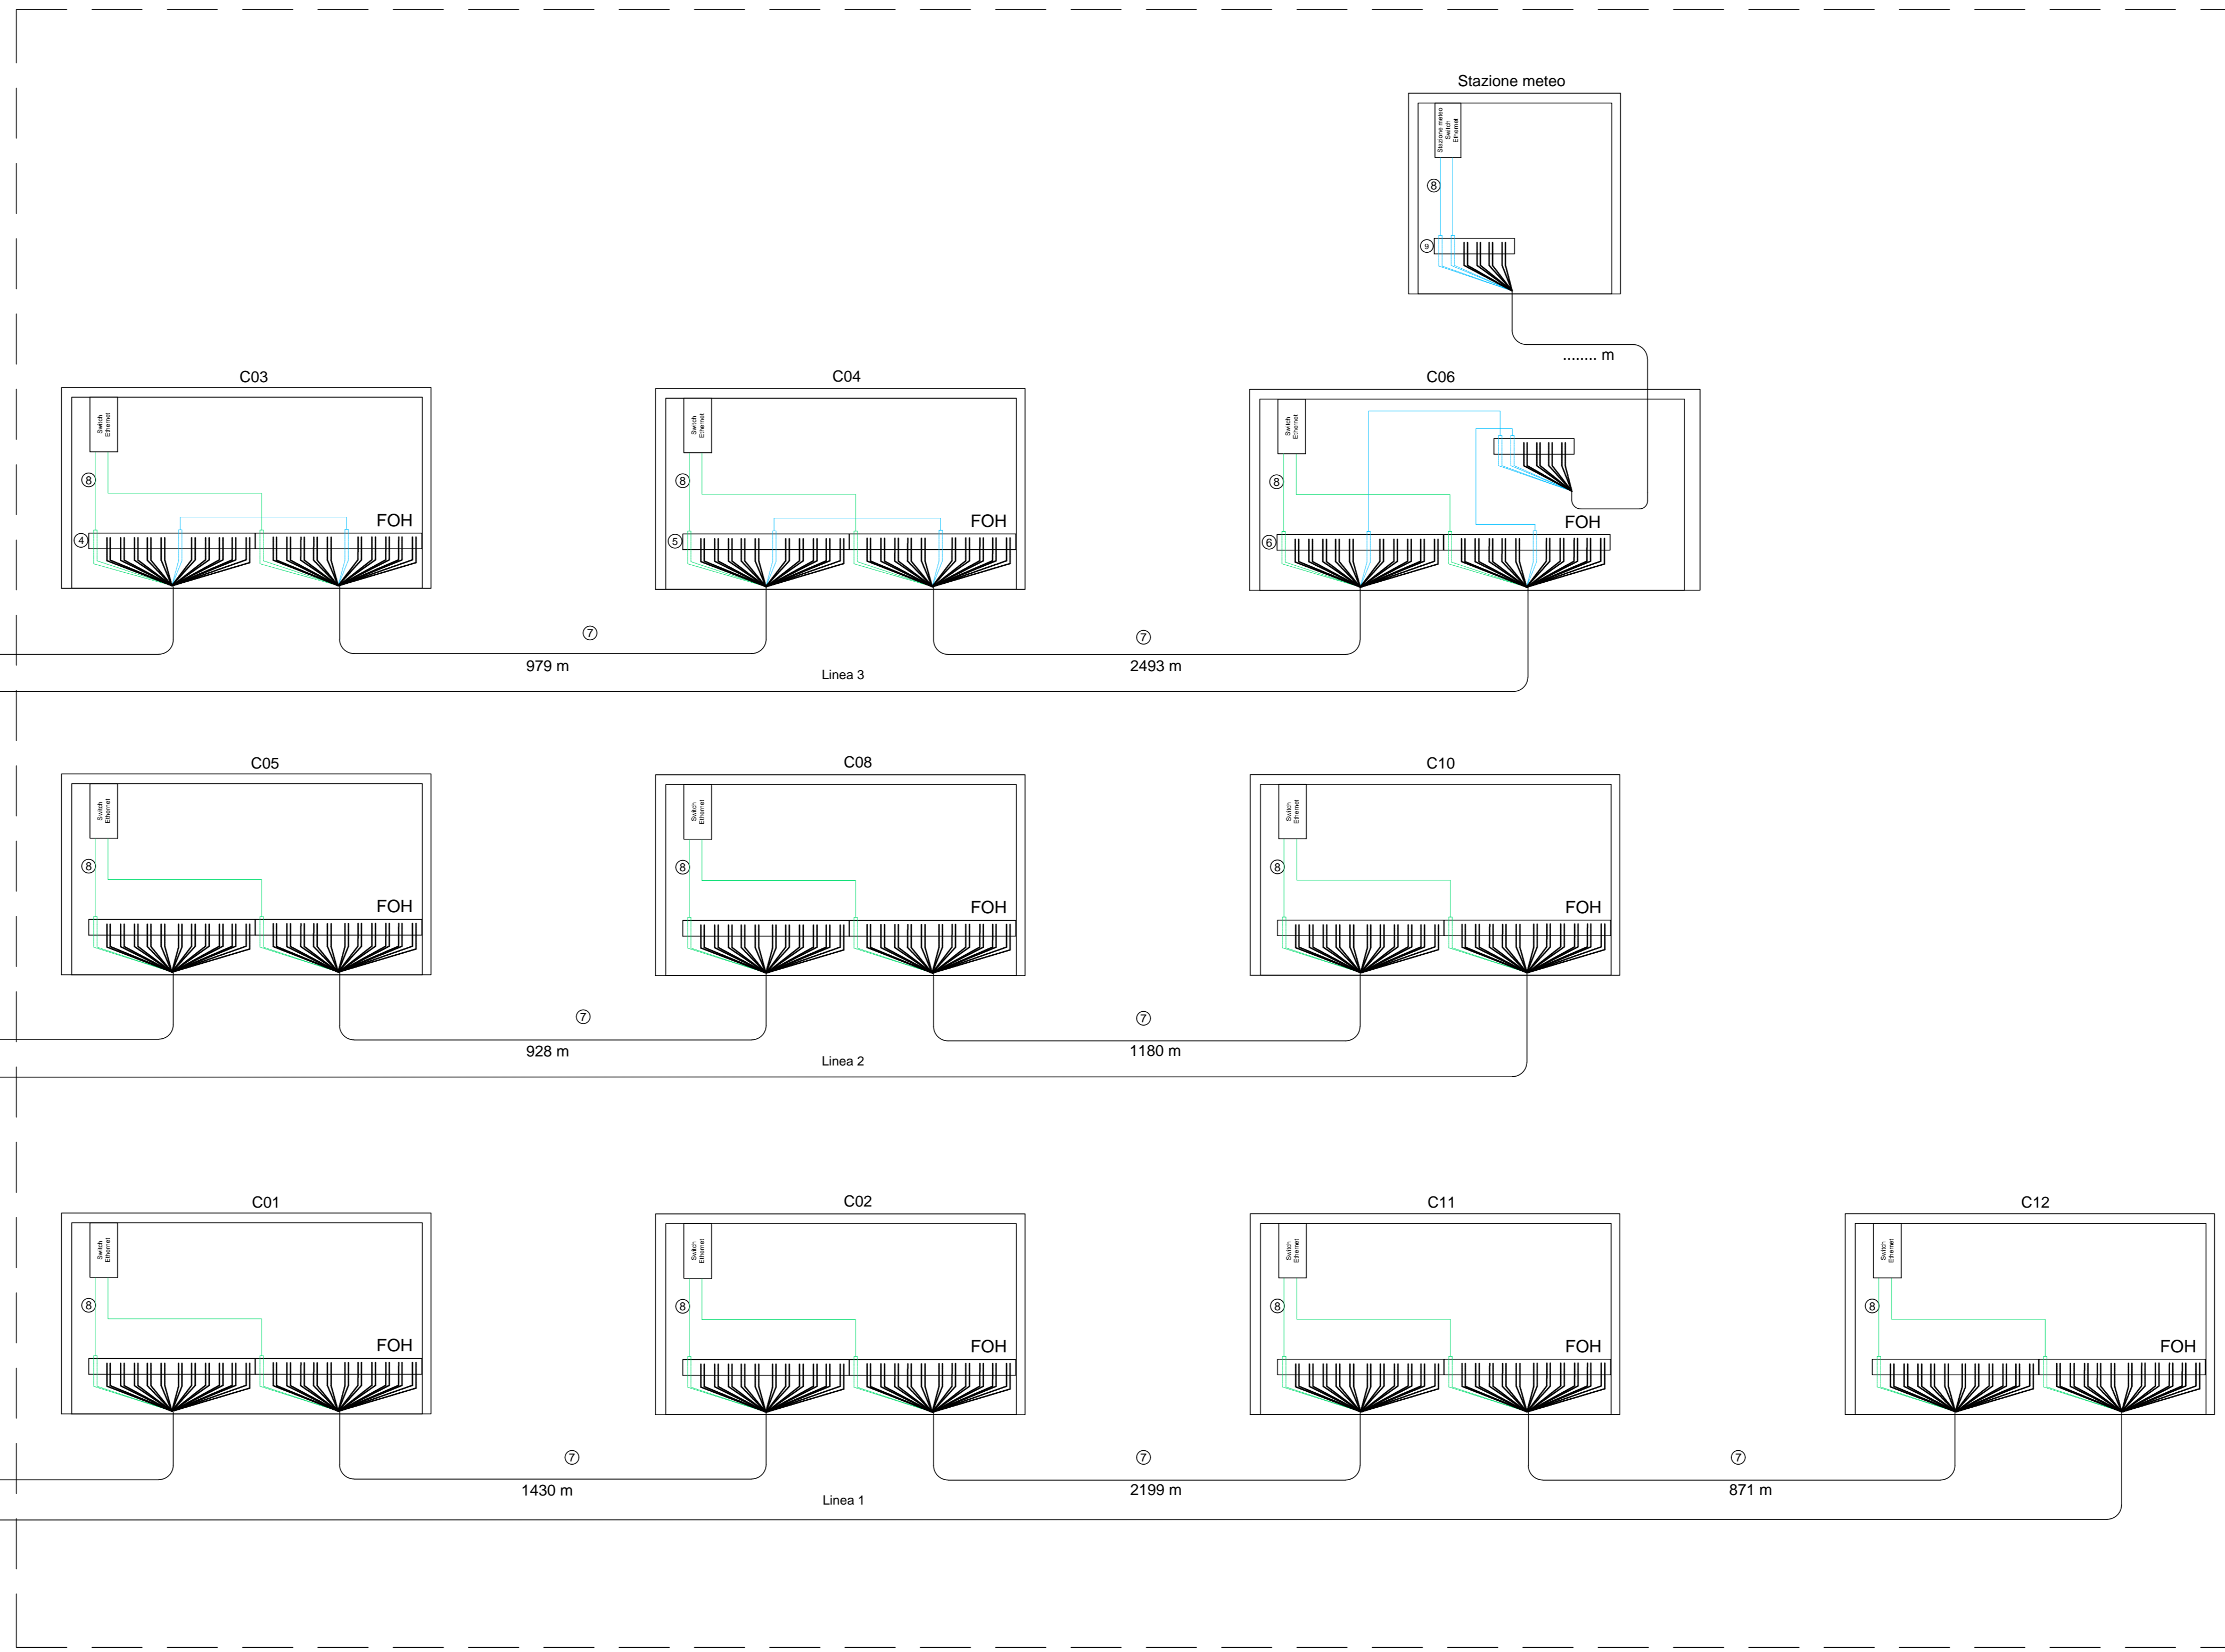 Stazione meteo
Stazione meteo
Switch
Ethernet
8
9
........ m
C03
C04
C06
Switch
Ethernet
Switch
Ethernet
Switch
Ethernet
8
8
8
FOH
FOH
FOH
4
5
6
7
7
979 m
2493 m
Linea 3
C05
C08
C10
Switch
Ethernet
Switch
Ethernet
Switch
Ethernet
8
8
8
FOH
FOH
FOH
7
7
928 m
1180 m
Linea 2
C01
C02
C11
C12
Switch
Ethernet
Switch
Ethernet
Switch
Ethernet
Switch
Ethernet
8
8
8
8
FOH
FOH
FOH
FOH
7
7
7
1430 m
2199 m
871 m
Linea 1